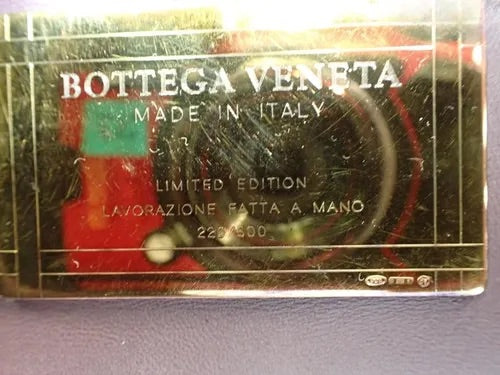 BOTTEGA VENETA
MADE IN ITALY
LIMITED EDITION
LAVORAZIONE FATTA A MANO